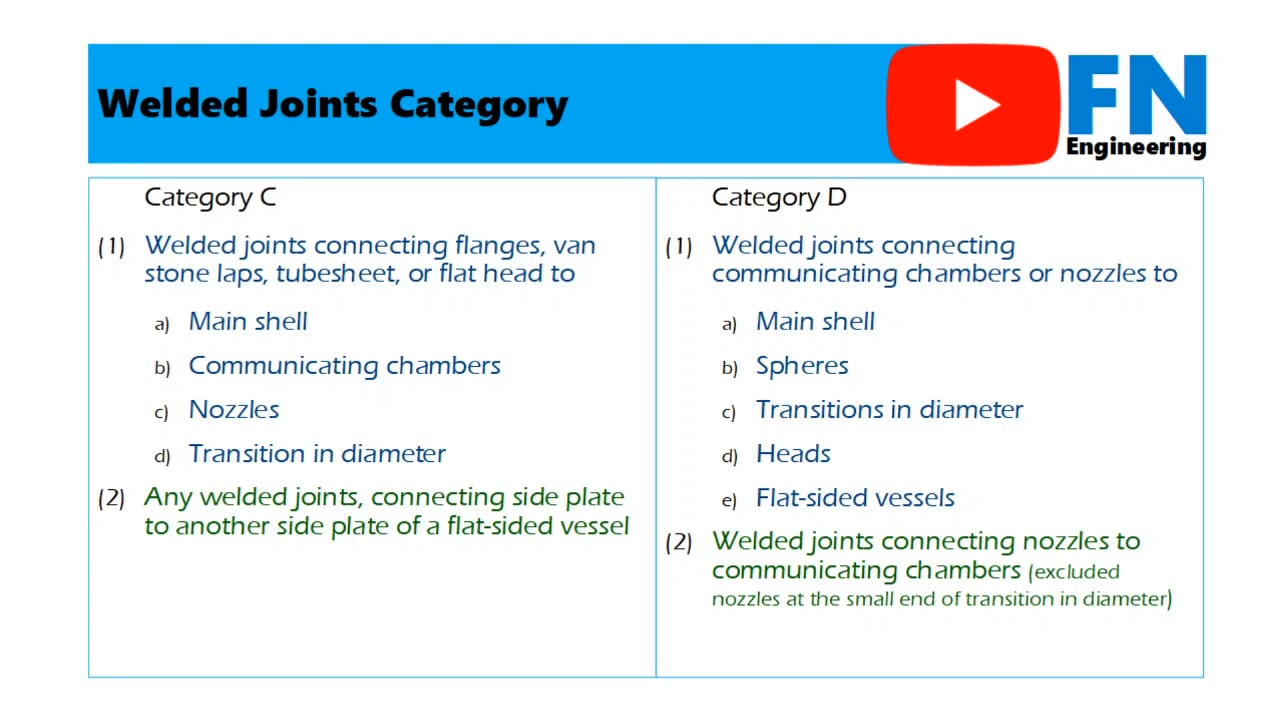 Welded Joints Category
FN
Engineering
Category C
(1) Welded joints connecting flanges, van
stone laps, tubesheet, or flat head to
a) Main shell
b) Communicating chambers
c) Nozzles
d) Transition in diameter
(2) Any welded joints, connecting side plate
to another side plate of a flat-sided vessel
Category D
(1) Welded joints connecting
communicating chambers or nozzles to
a) Main shell
b) Spheres
c) Transitions in diameter
d) Heads
e) Flat-sided vessels
(2) Welded joints connecting nozzles to
communicating chambers (excluded
nozzles at the small end of transition in diameter)